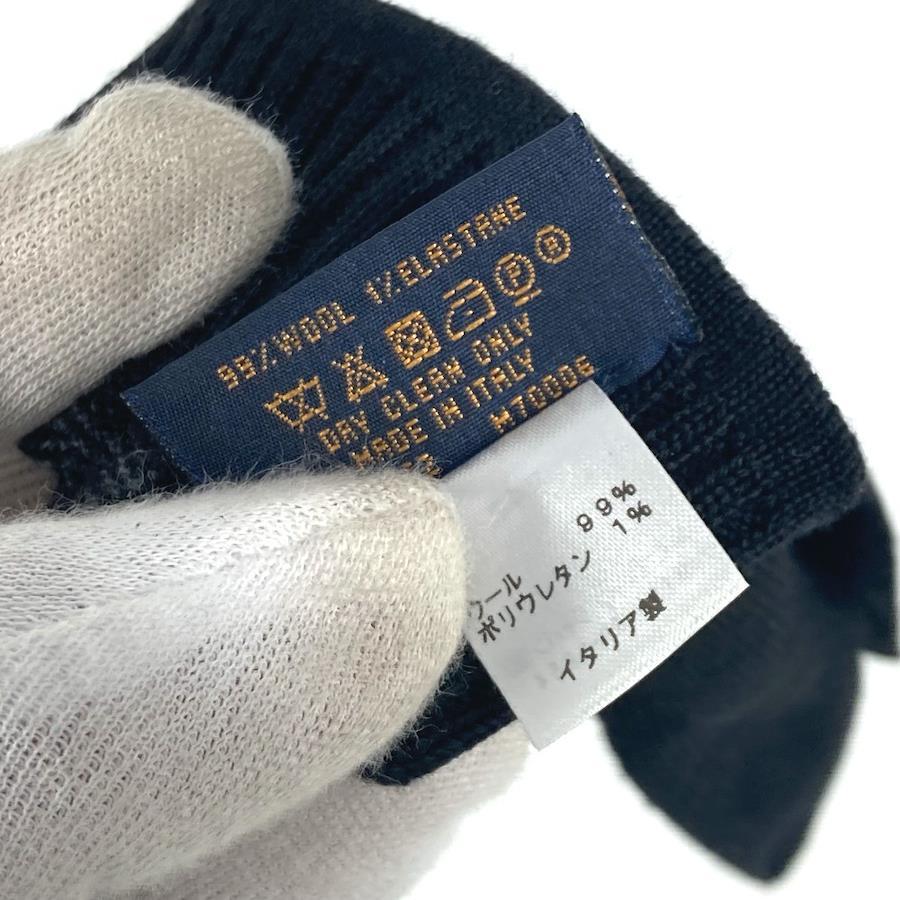 99%WOOL 1%ELASTANE
P
DRY CLEAN ONLY
MADE IN ITALY
M70006
ウール 99%
ポリウレタン 1%
イタリア製